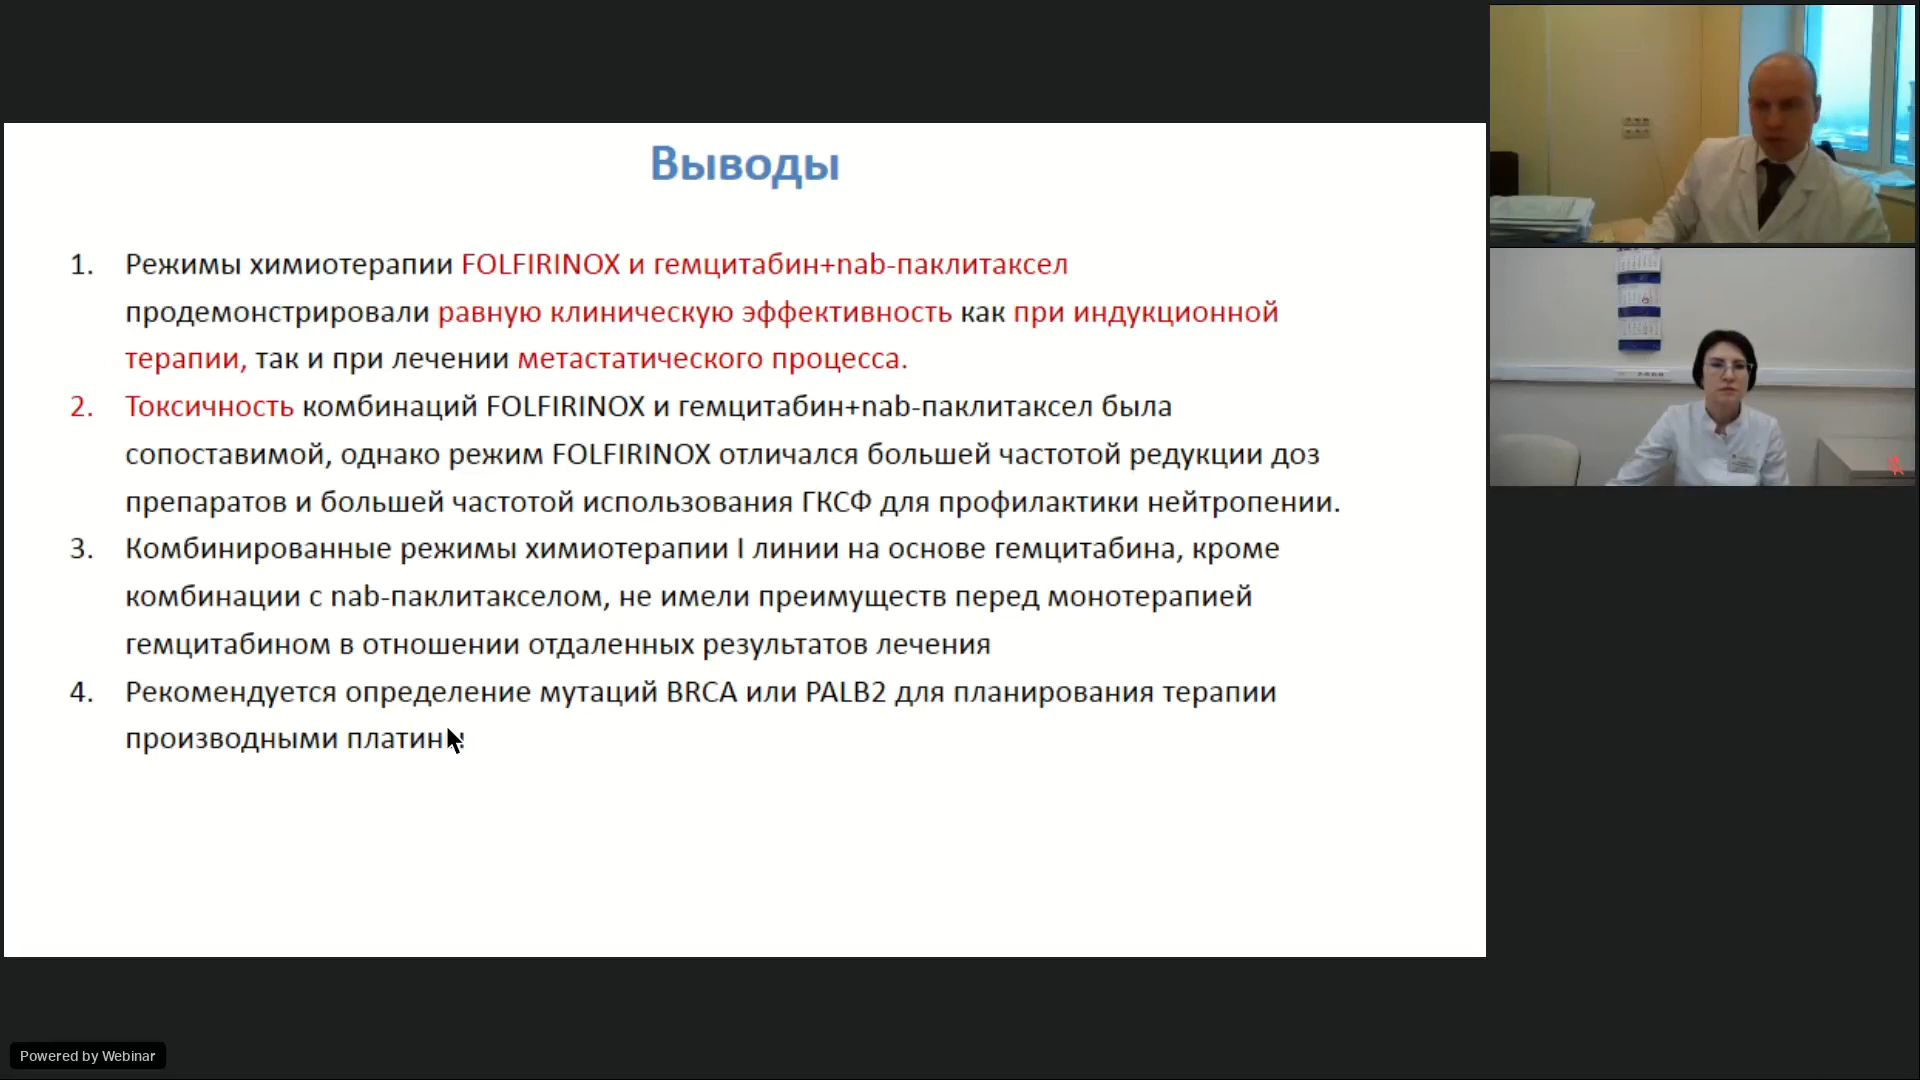 Выводы
1. Режимы химиотерапии FOLFIRINOX и гемцитабин+nab-паклитаксел
продемонстрировали равную клиническую эффективность как при индукционной
терапии, так и при лечении метастатического процесса.
2. Токсичность комбинаций FOLFIRINOX и гемцитабин+nab-паклитаксел была
сопоставимой, однако режим FOLFIRINOX отличался большей частотой редукции доз
препаратов и большей частотой использования ГКСФ для профилактики нейтропении.
3. Комбинированные режимы химиотерапии I линии на основе гемцитабина, кроме
комбинации с nab-паклитакселом, не имели преимуществ перед монотерапией
гемцитабином в отношении отдаленных результатов лечения
4. Рекомендуется определение мутаций BRCA или PALB2 для планирования терапии
производными платины
Powered by Webinar